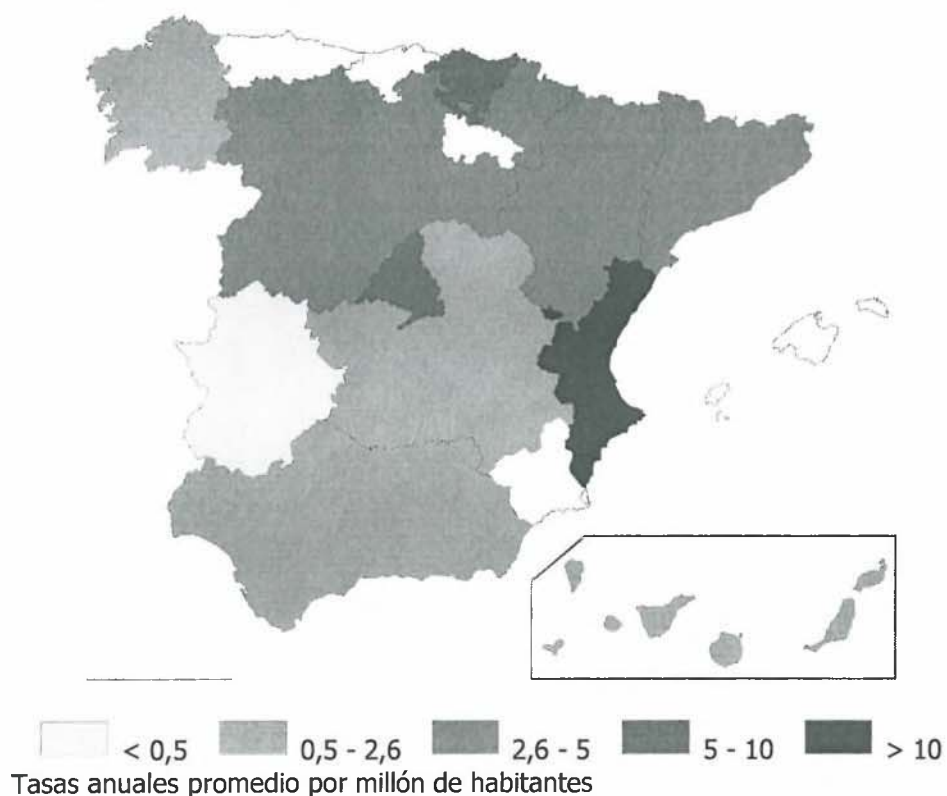 < 0,5 0,5 - 2,6 2,6 - 5 5 - 10 > 10
Tasas anuales promedio por millón de habitantes